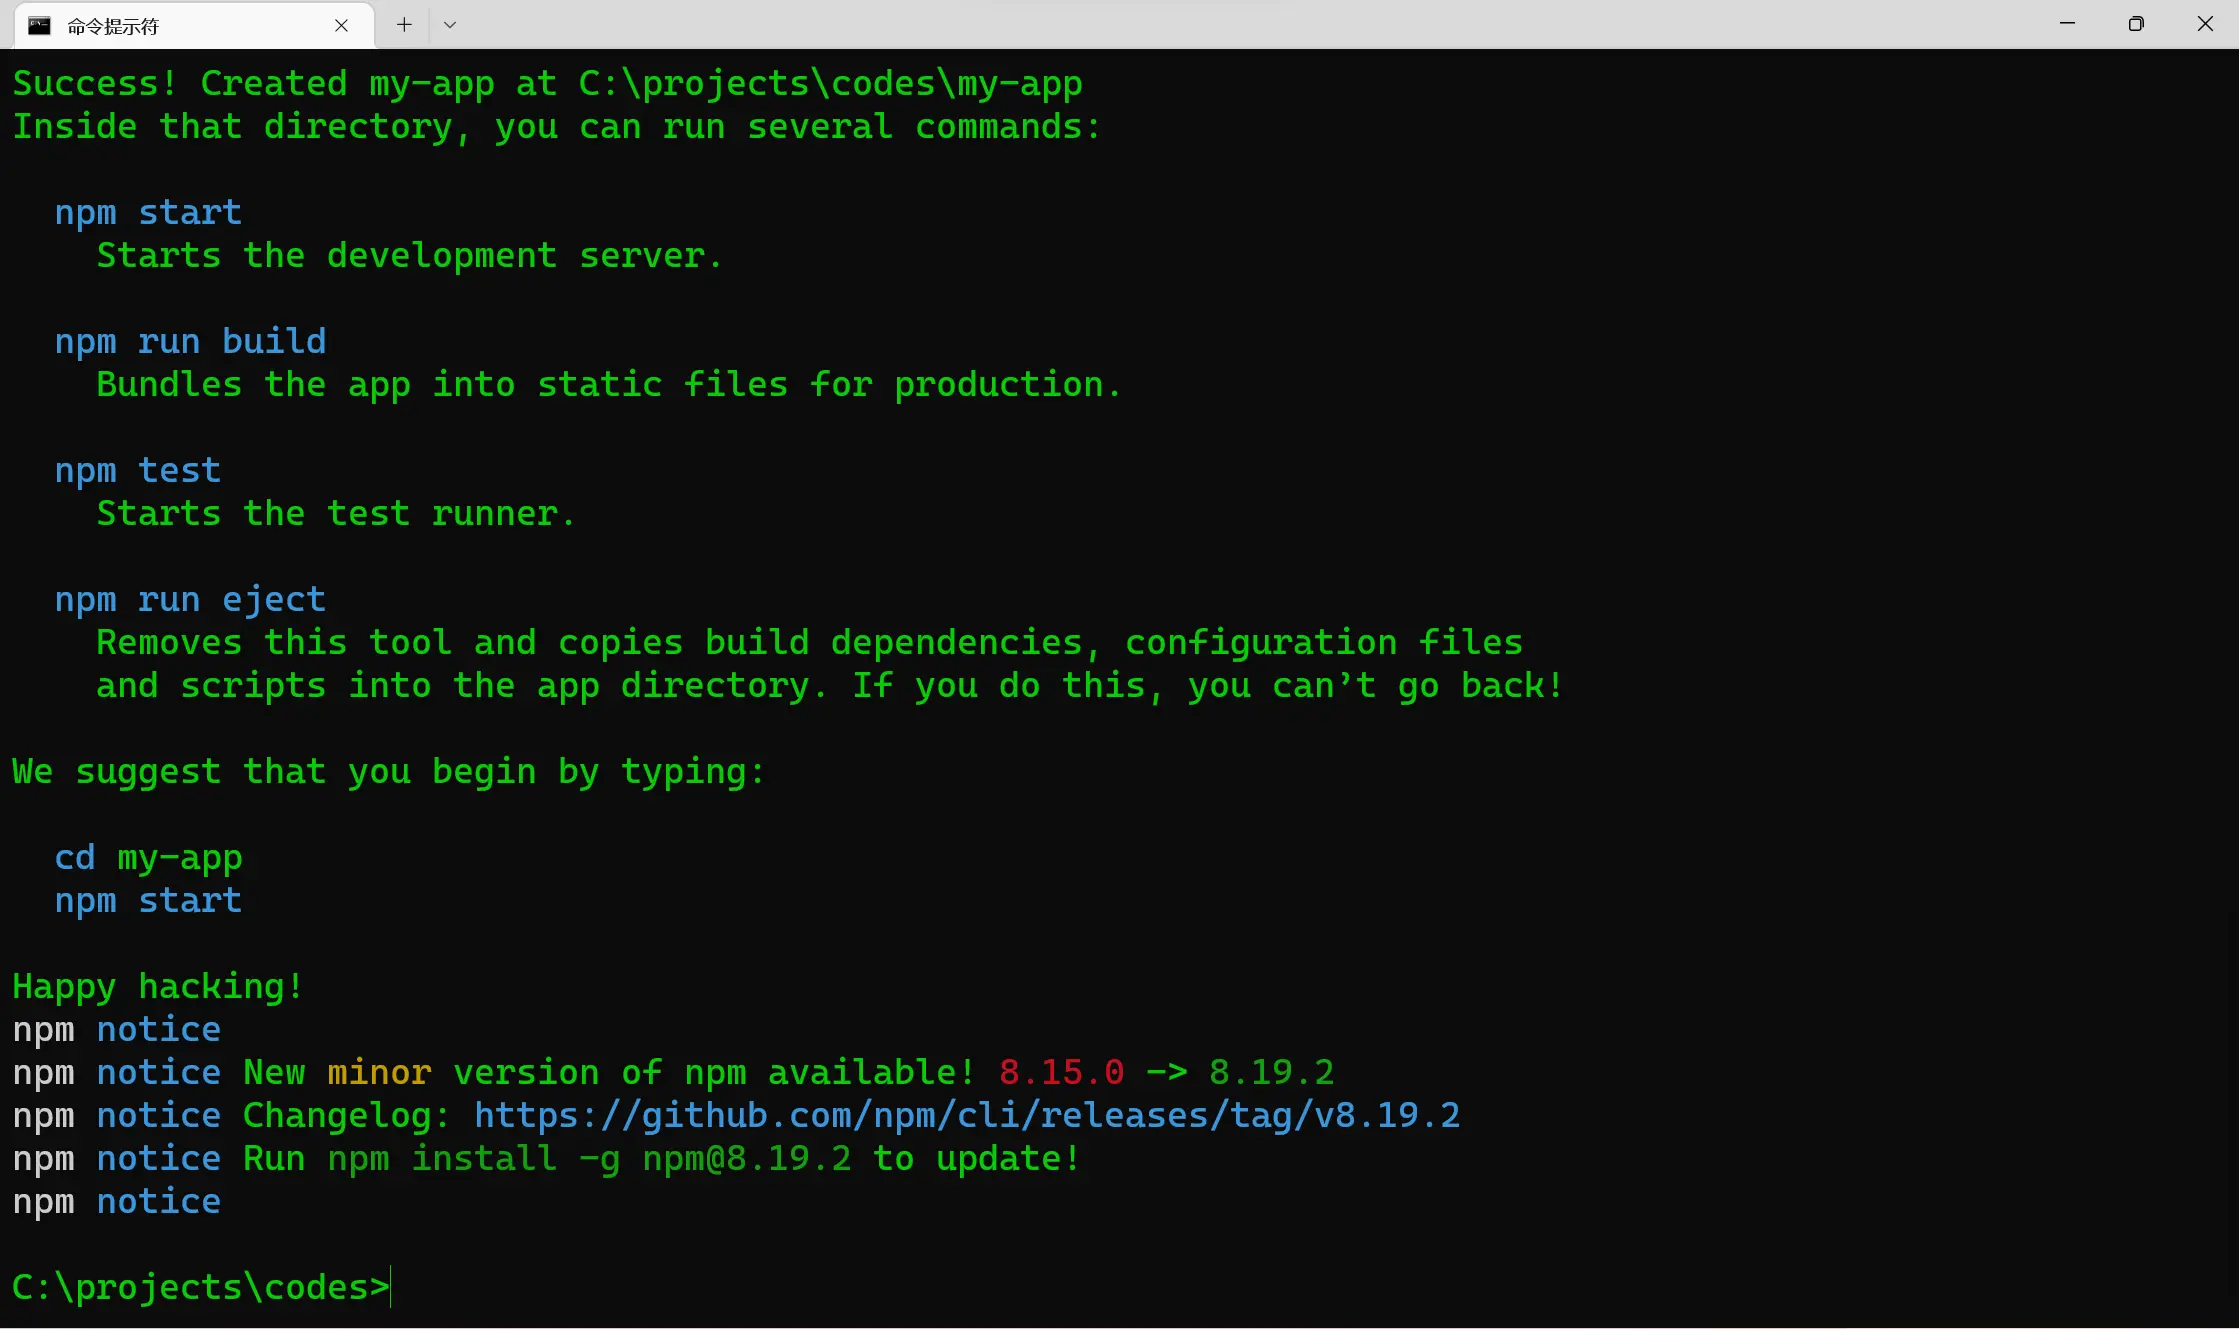 命令提示符
Success! Created my-app at C:\projects\codes\my-app
Inside that directory, you can run several commands:
npm start
Starts the development server.
npm run build
Bundles the app into static files for production.
npm test
Starts the test runner.
npm run eject
Removes this tool and copies build dependencies, configuration files
and scripts into the app directory. If you do this, you can’t go back!
We suggest that you begin by typing:
cd my-app
npm start
Happy hacking!
npm notice
npm notice New minor version of npm available! 8.15.0 -> 8.19.2
npm notice Changelog: https://github.com/npm/cli/releases/tag/v8.19.2
npm notice Run npm install -g npm@8.19.2 to update!
npm notice
C:\projects\codes>